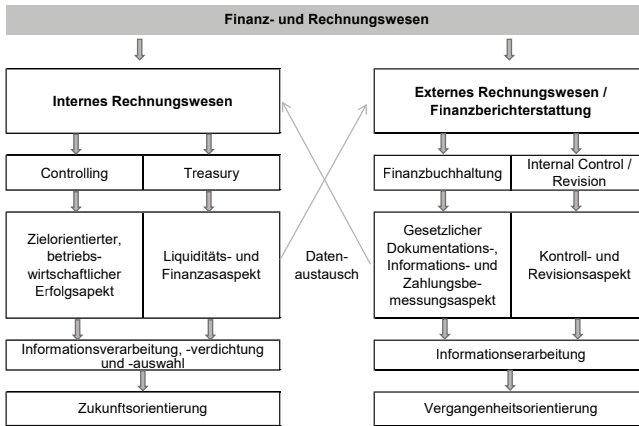 Finanz- und Rechnungswesen
Internes Rechnungswesen
Externes Rechnungswesen /
Finanzberichterstattung
Controlling
Treasury
Finanzbuchhaltung
Internal Control /
Revision
Zielorientierter,
betriebs-
wirtschaftlicher
Erfolgsapekt
Liquiditäts- und
Finanzasaspekt
Daten-
austausch
Gesetzlicher
Dokumentations-,
Informations- und
Zahlungsbe-
messungsaspekt
Kontroll- und
Revisionsaspekt
Informationsverarbeitung, -verdichtung
und -auswahl
Informationserarbeitung
Zukunftsorientierung
Vergangenheitsorientierung